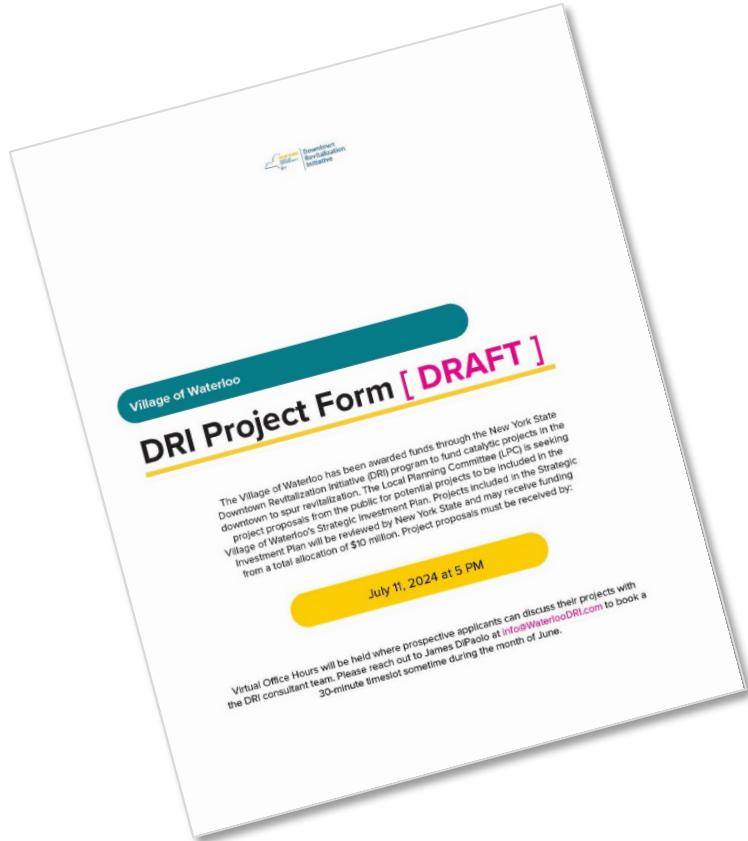 Downtown
Revitalization
Initiative
Village of Waterloo
DRI Project Form [ DRAFT ]
The Village of Waterloo has been awarded funds through the New York State
Downtown Revitalization Initiative (DRI) program to fund catalytic projects in the
downtown to spur revitalization. The Local Planning Committee (LPC) is seeking
project proposals from the public for potential projects to be included in the
Village of Waterloo's Strategic Investment Plan. Projects included in the Strategic
Investment Plan will be reviewed by New York State and may receive funding
from a total allocation of $10 million. Project proposals must be received by:
July 11, 2024 at 5 PM
Virtual Office Hours will be held where prospective applicants can discuss their projects with
the DRI consultant team. Please reach out to James DiPaolo at info@WaterlooDRI.com to book a
30-minute timeslot sometime during the month of June.